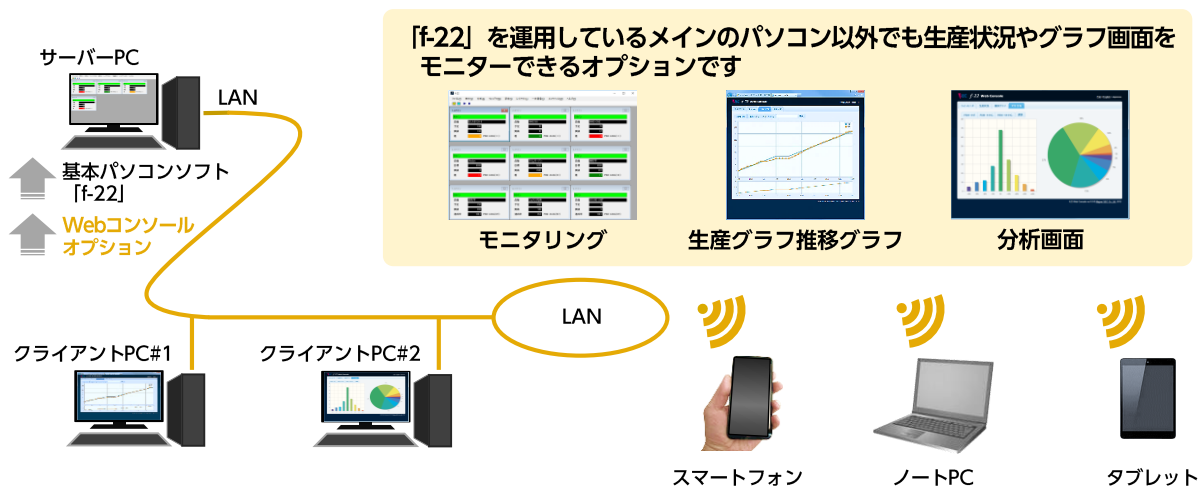 「f-22」を運用しているメインのパソコン以外でも生産状況やグラフ画面を
モニターできるオプションです
サーバーPC
LAN
基本パソコンソフト
「f-22」
Webコンソール
オプション
モニタリング
生産グラフ推移グラフ
分析画面
LAN
クライアントPC#1
クライアントPC#2
スマートフォン
ノートPC
タブレット